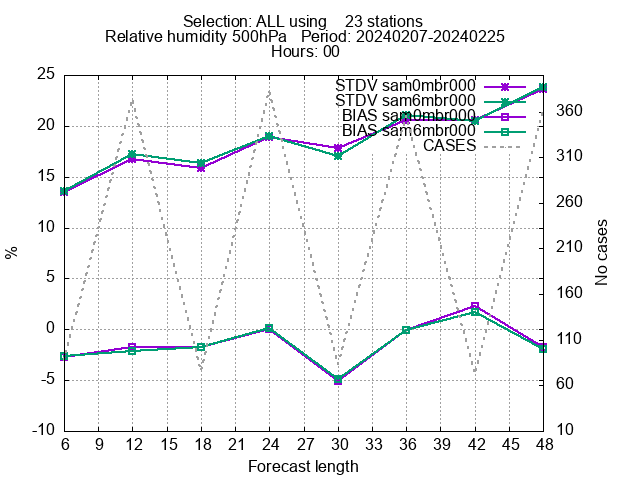 Selection: ALL using    23 stations
Relative humidity 500hPa   Period: 20240207-20240225
Hours: 00
STDV sam0mbr000
STDV sam6mbr000
BIAS sam0mbr000
BIAS sam6mbr000
CASES
25
20
15
10
5
0
-5
-10
%
360
310
260
210
160
110
60
10
No cases
6 9 12 15 18 21 24 27 30 33 36 39 42 45 48
Forecast length